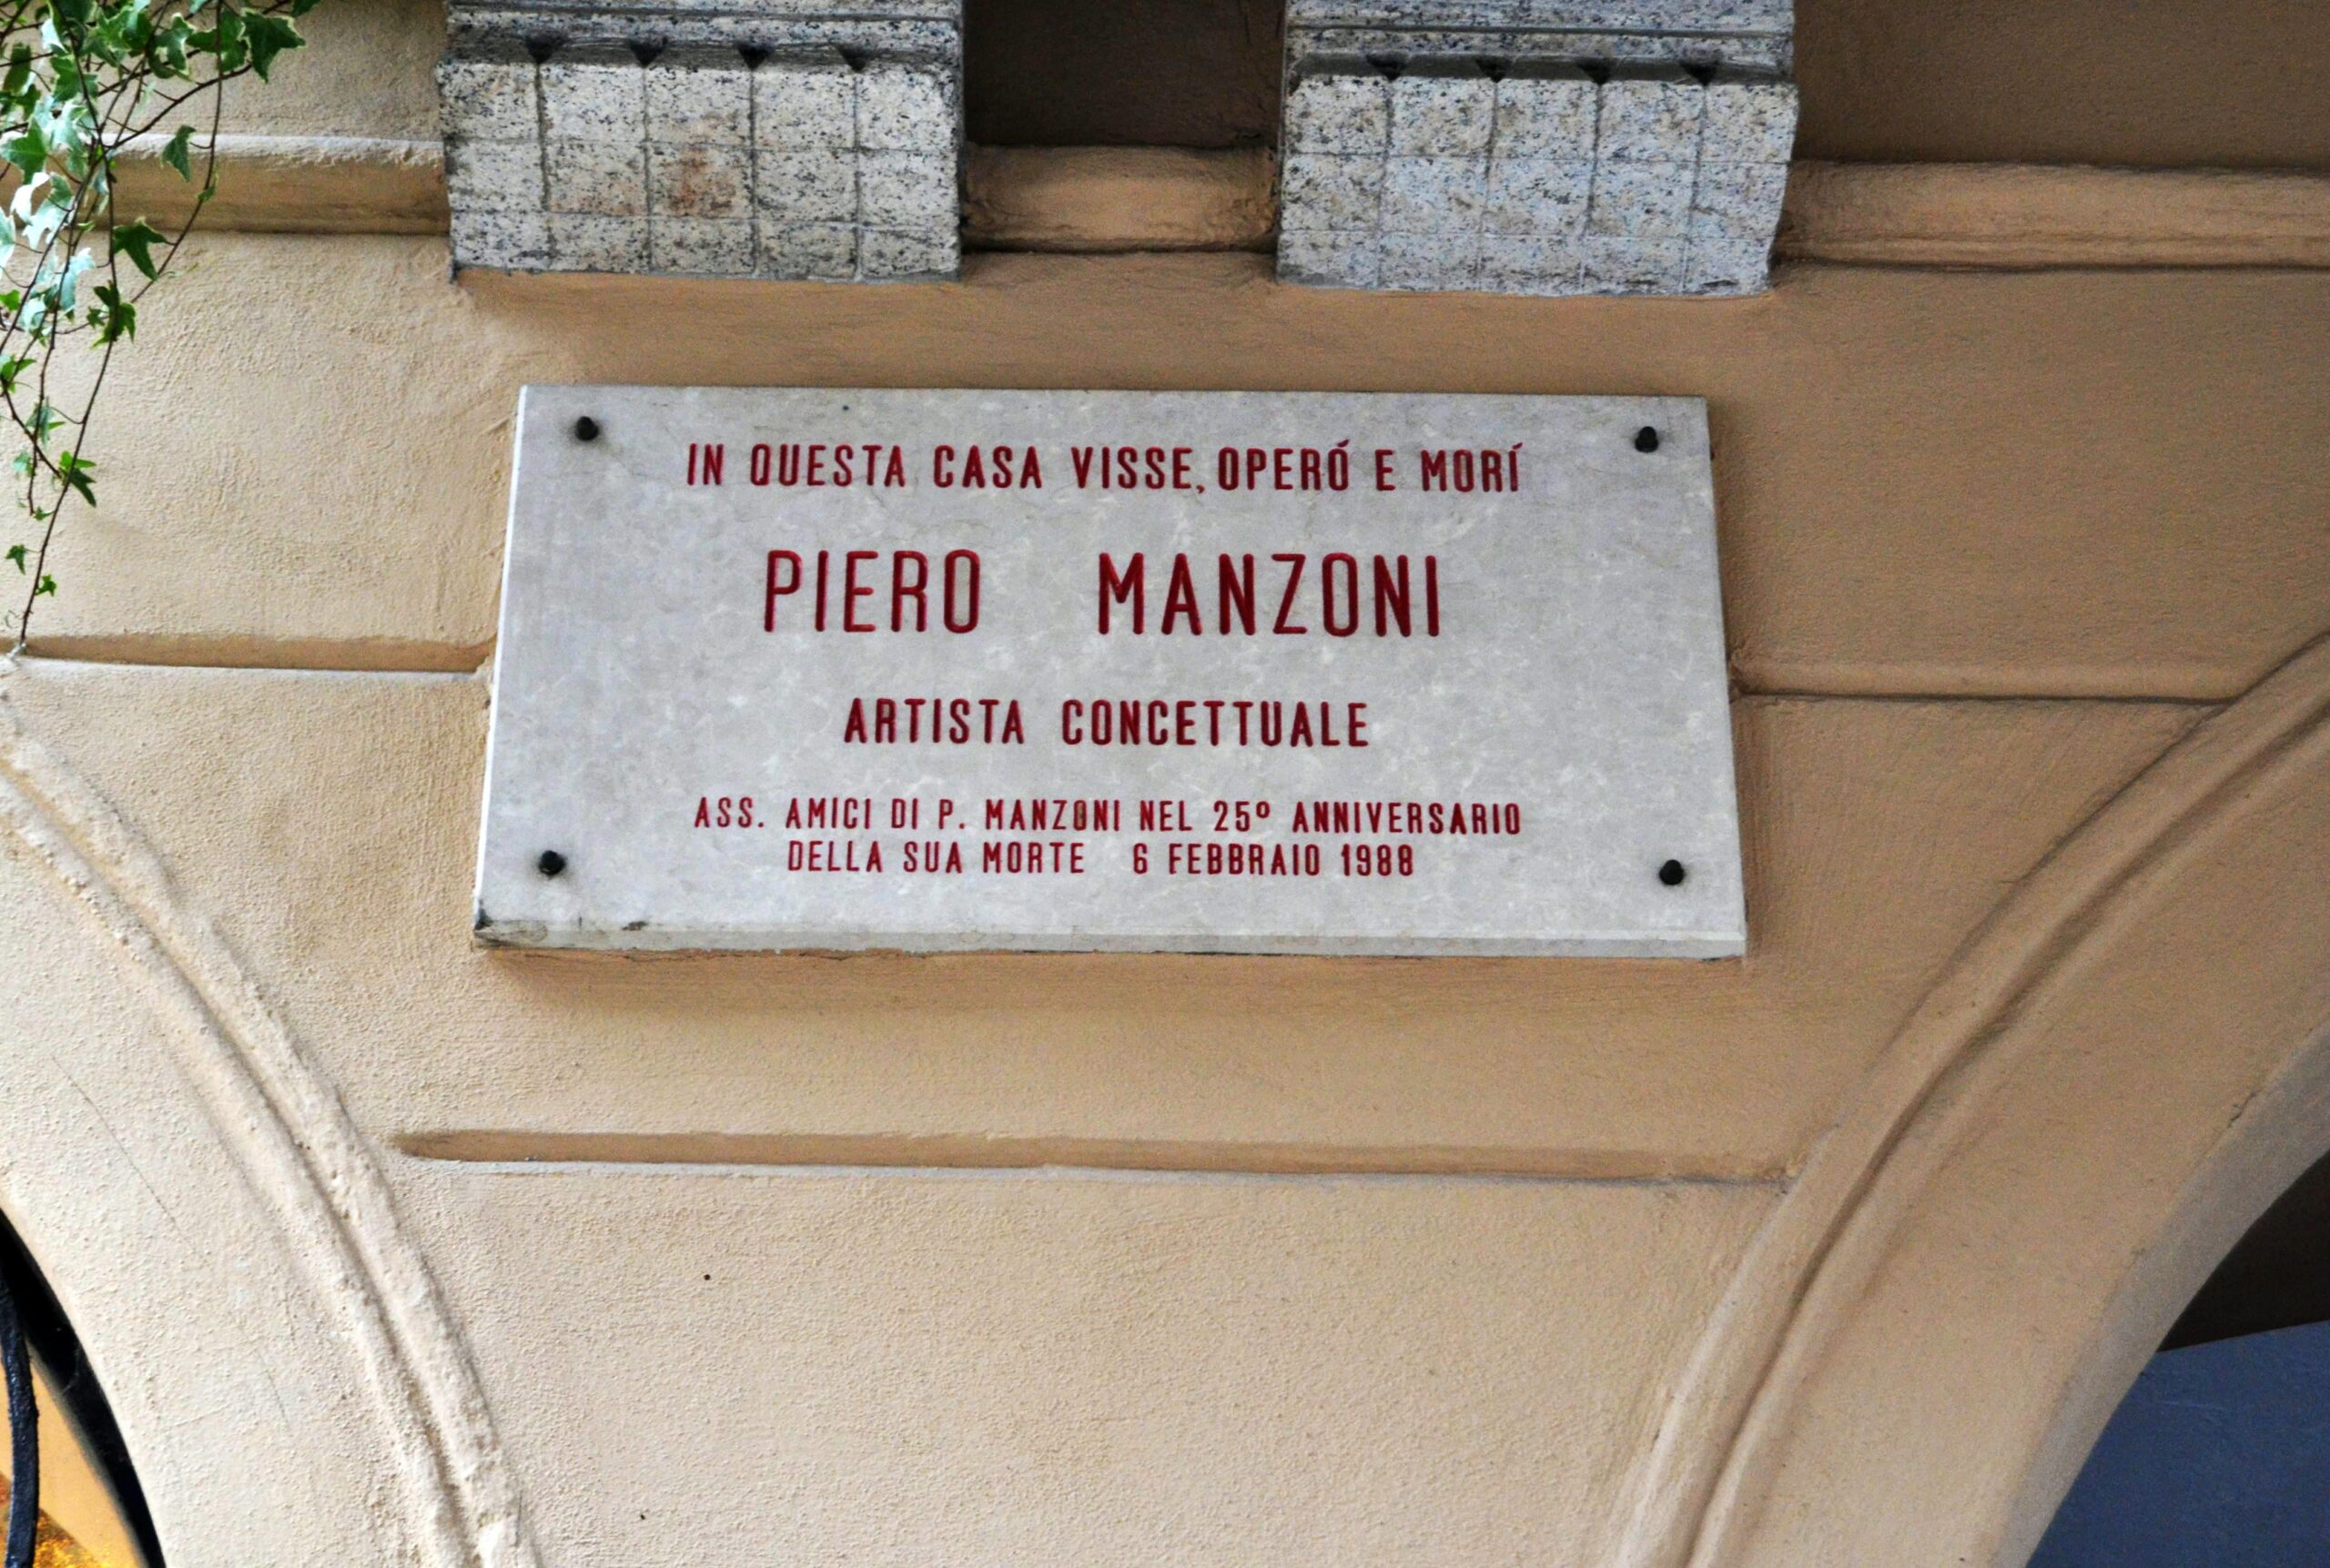 IN QUESTA CASA VISSE, OPERÓ E MORÍ
PIERO MANZONI
ARTISTA CONCETTUALE
ASS. AMICI DI P. MANZONI NEL 25º ANNIVERSARIO
DELLA SUA MORTE 6 FEBBRAIO 1988